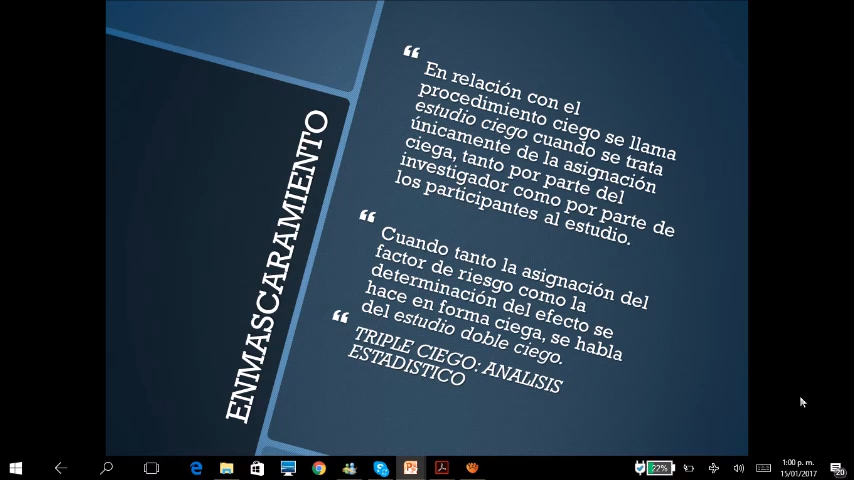 ENMASCARAMIENTO
“ En relación con el
procedimiento ciego se llama
estudio ciego cuando se trata
únicamente de la asignación
ciega, tanto por parte del
investigador como por parte de
los participantes al estudio.
“ Cuando tanto la asignación del
factor de riesgo como la
determinación del efecto se
hace en forma ciega, se habla
del estudio doble ciego.
“ TRIPLE CIEGO: ANALISIS
ESTADISTICO
22%
1:00 p. m.
15/01/2017
20